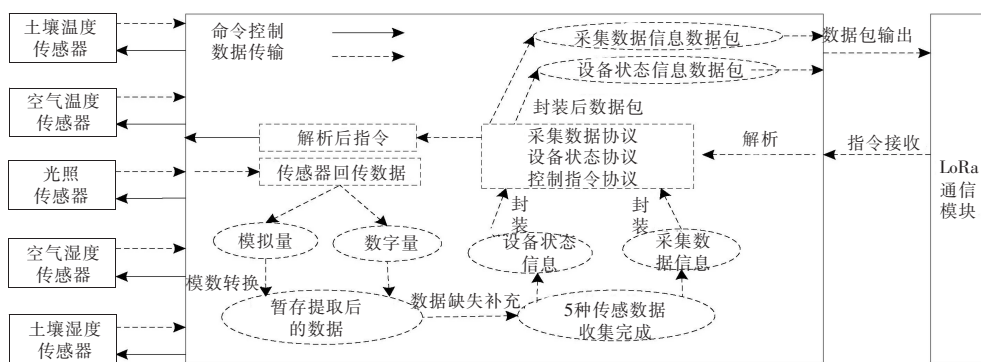 土壤温度
传感器
空气温度
传感器
光照
传感器
空气湿度
传感器
土壤湿度
传感器
命令控制
数据传输
采集数据信息数据包
设备状态信息数据包
数据包输出
封装后数据包
解析后指令
传感器回传数据
采集数据协议
设备状态协议
控制指令协议
解析
指令接收
LoRa
通信
模块
模拟量
数字量
封
装
设备状态
信息
封
装
采集数
据信息
模数转换
暂存提取后
的数据
数据缺失补充
5种传感数据
收集完成